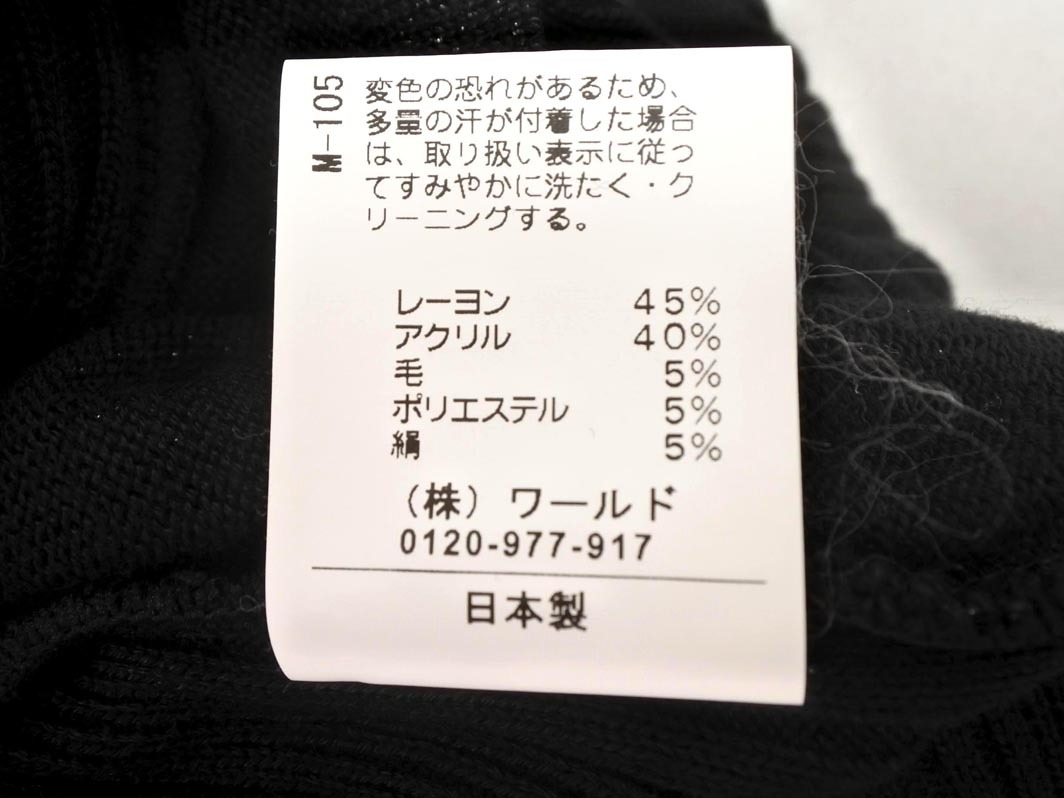 M-105
変色の恐れがあるため、
多量の汗が付着した場合
は、取り扱い表示に従っ
てすみやかに洗たく・ク
リーニングする。
レーヨン 45%
アクリル 40%
毛 5%
ポリエステル 5%
絹 5%
（株）ワールド
0120-977-917
日本製